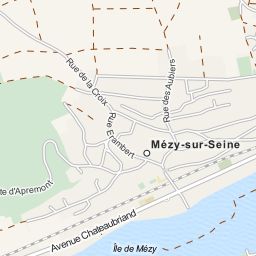 Rue de la Croix
Rue des Aubiers
Rue Erambert
Mézy-sur-Seine
te d'Apremont
Avenue Chateaubriand
Île de Mézy